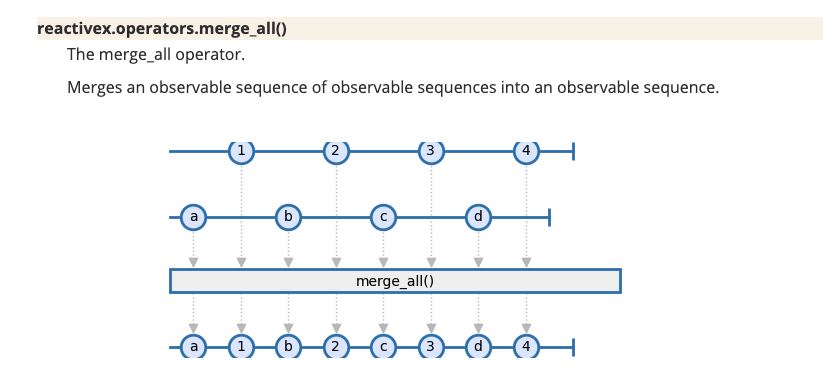 reactivex.operators.merge_all()
The merge_all operator.
Merges an observable sequence of observable sequences into an observable sequence.
1 2 3 4
a b c d
merge_all()
a 1 b 2 c 3 d 4